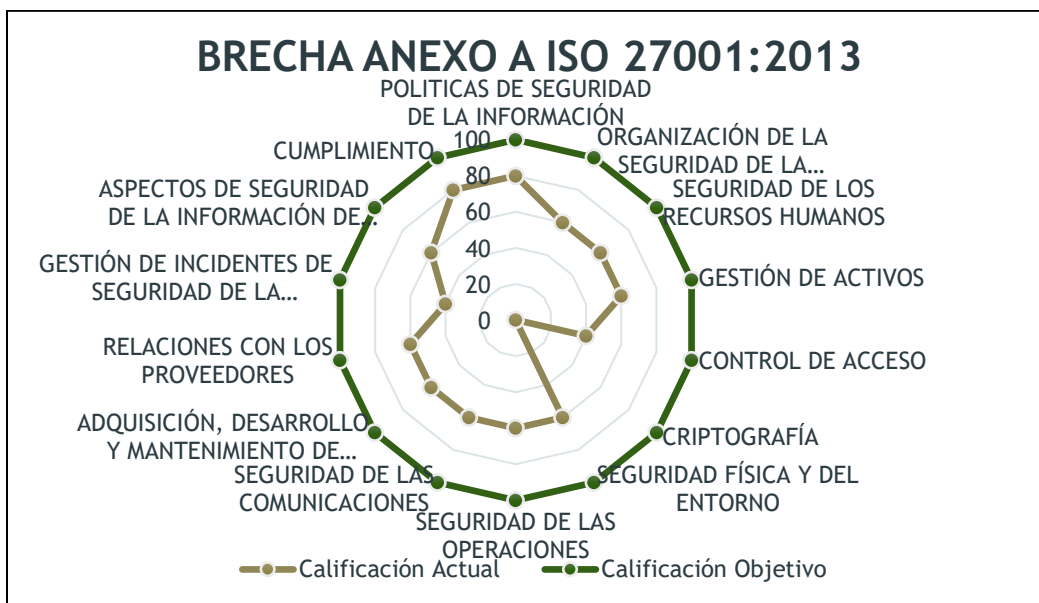 BRECHA ANEXO A ISO 27001:2013
POLITICAS DE SEGURIDAD
DE LA INFORMACIÓN
ORGANIZACIÓN DE LA
SEGURIDAD DE LA...
SEGURIDAD DE LOS
RECURSOS HUMANOS
GESTIÓN DE ACTIVOS
CONTROL DE ACCESO
CRIPTOGRAFÍA
SEGURIDAD FÍSICA Y DEL
ENTORNO
SEGURIDAD DE LAS
OPERACIONES
SEGURIDAD DE LAS
COMUNICACIONES
ADQUISICIÓN, DESARROLLO
Y MANTENIMIENTO DE...
RELACIONES CON LOS
PROVEEDORES
GESTIÓN DE INCIDENTES DE
SEGURIDAD DE LA...
ASPECTOS DE SEGURIDAD
DE LA INFORMACIÓN DE...
CUMPLIMIENTO
100
80
60
40
20
0
Calificación Actual
Calificación Objetivo